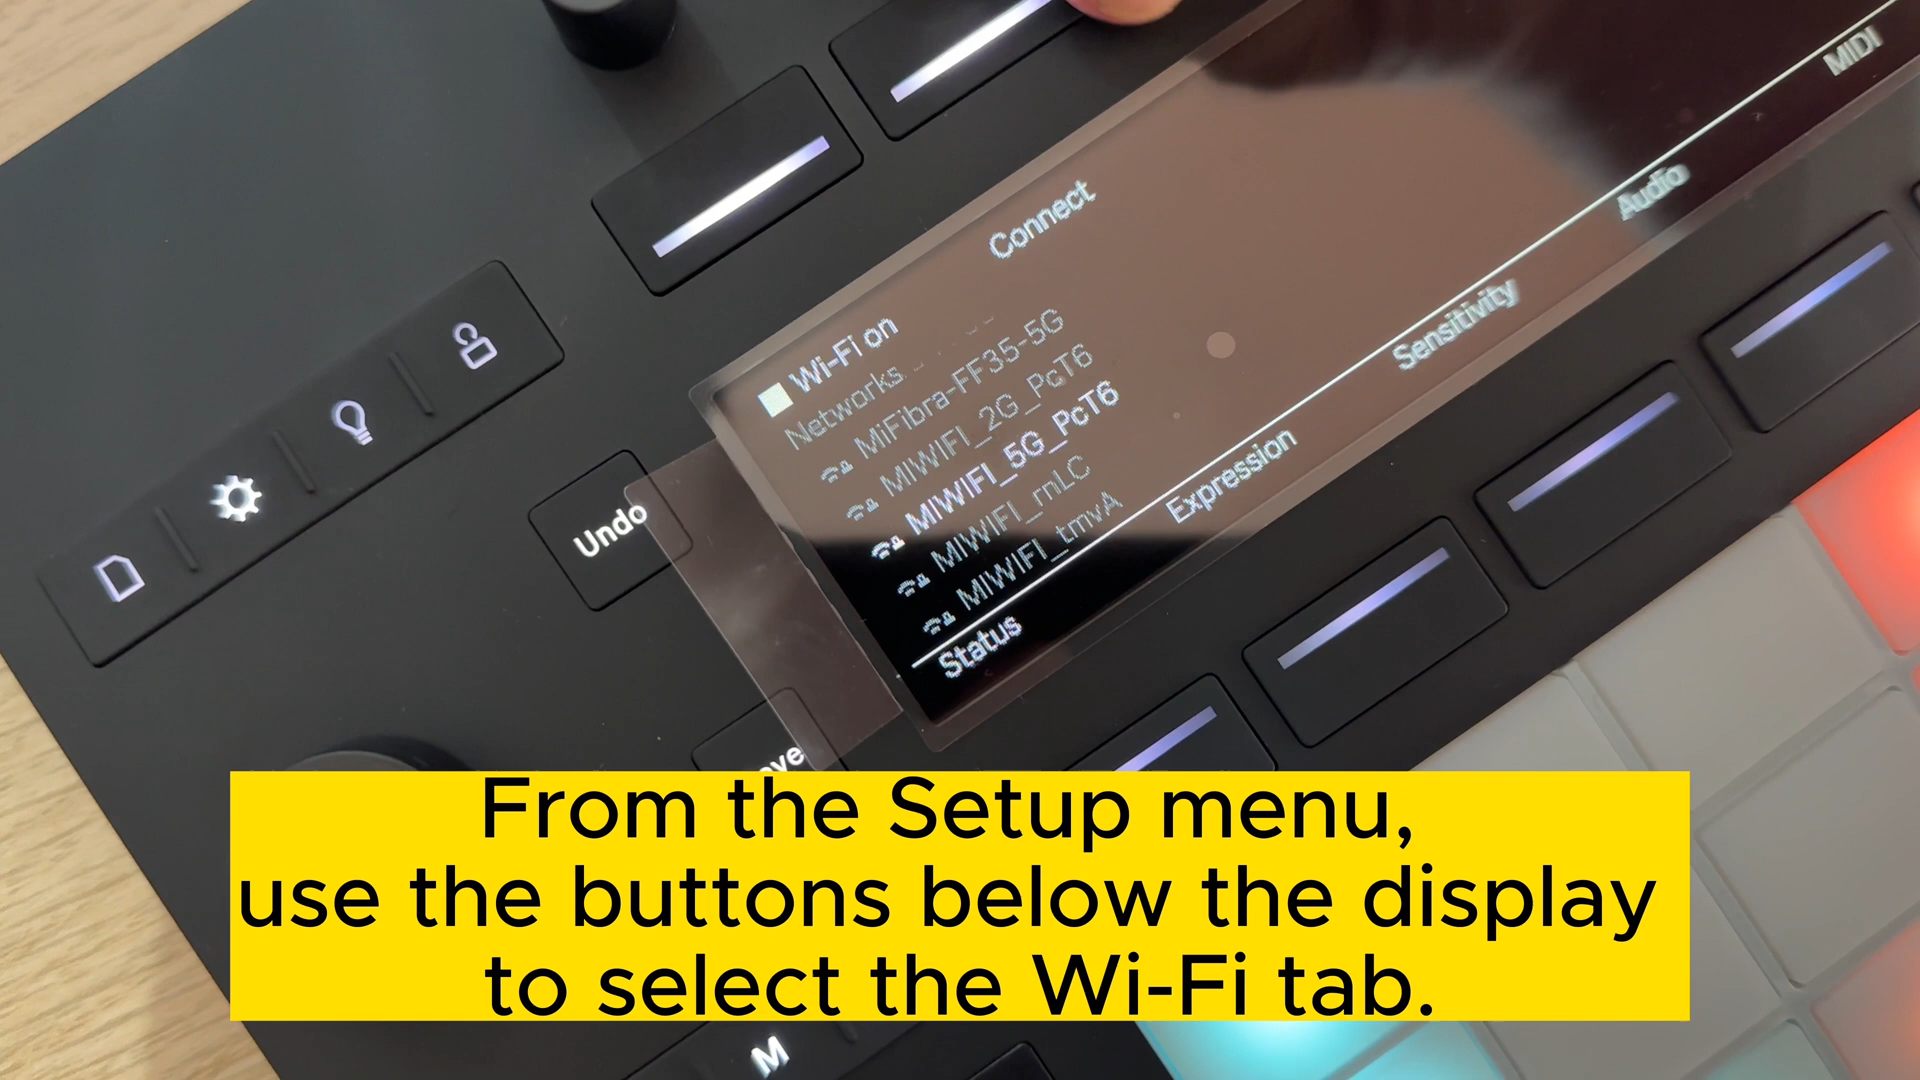 MIDI
Connect
Audio
Wi-Fi on
Networks
Sensitivity
MiFibra-FF35-5G
MIWIFI_2G_PcT6
MIWIFI_5G_PcT6
Expression
MIWIFI_rnLC
MIWIFI_tmvA
Undo
Status
From the Setup menu,
use the buttons below the display
to select the Wi-Fi tab.
M